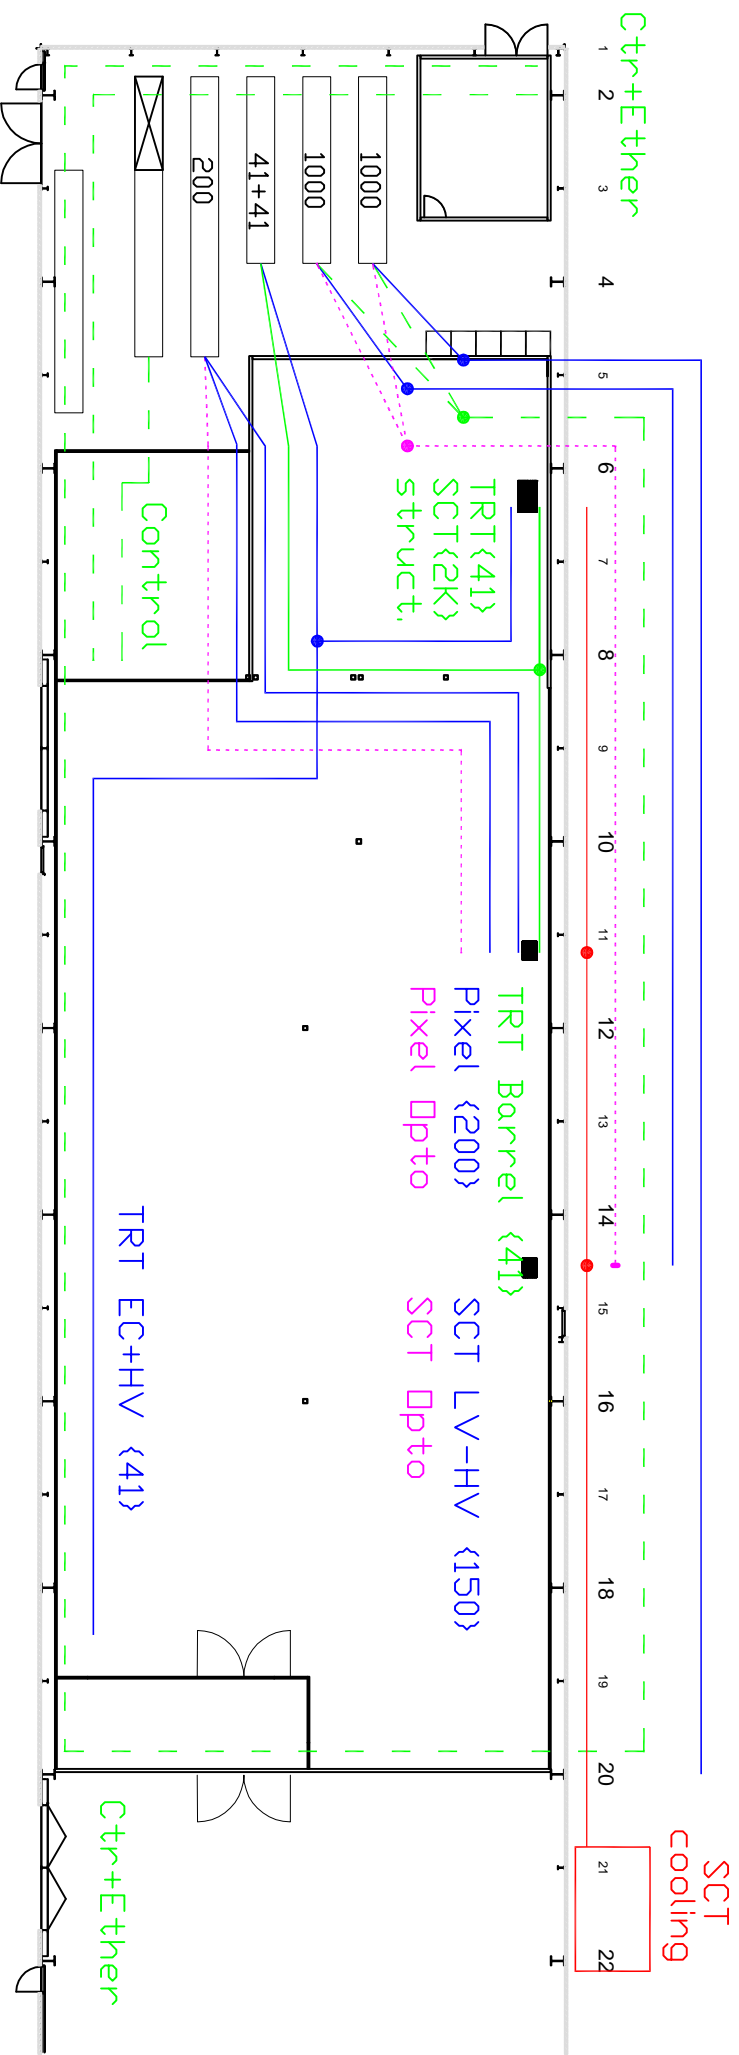 Ctr+Ether
1
2
3
4
5
6
7
8
9
10
11
12
13
14
15
16
17
18
19
20
21
22
1000
1000
41+41
200
TRT{41}
SCT{2K}
struct.
Control
TRT Barrel {41}
Pixel {200}
Pixel Opto
SCT LV-HV {150}
SCT Opto
TRT EC+HV {41}
SCT
cooling
Ctr+Ether